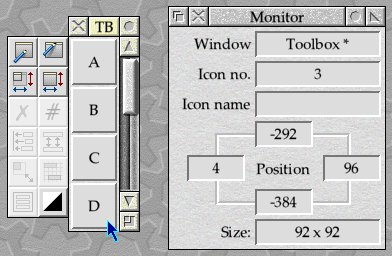 TB
A
B
C
D
#
Monitor
Window Toolbox *
Icon no. 3
Icon name
-292
4 Position 96
-384
Size: 92 x 92